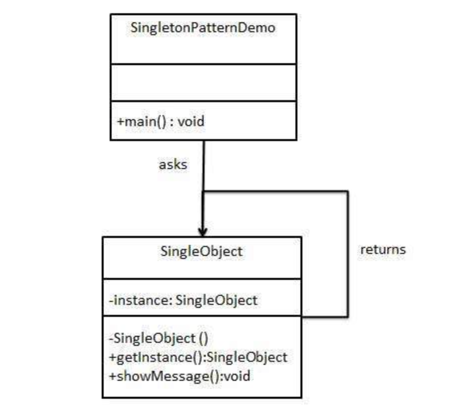 SingletonPatternDemo
+main() : void
asks
SingleObject
returns
-instance: SingleObject
-SingleObject ()
+getInstance():SingleObject
+showMessage():void